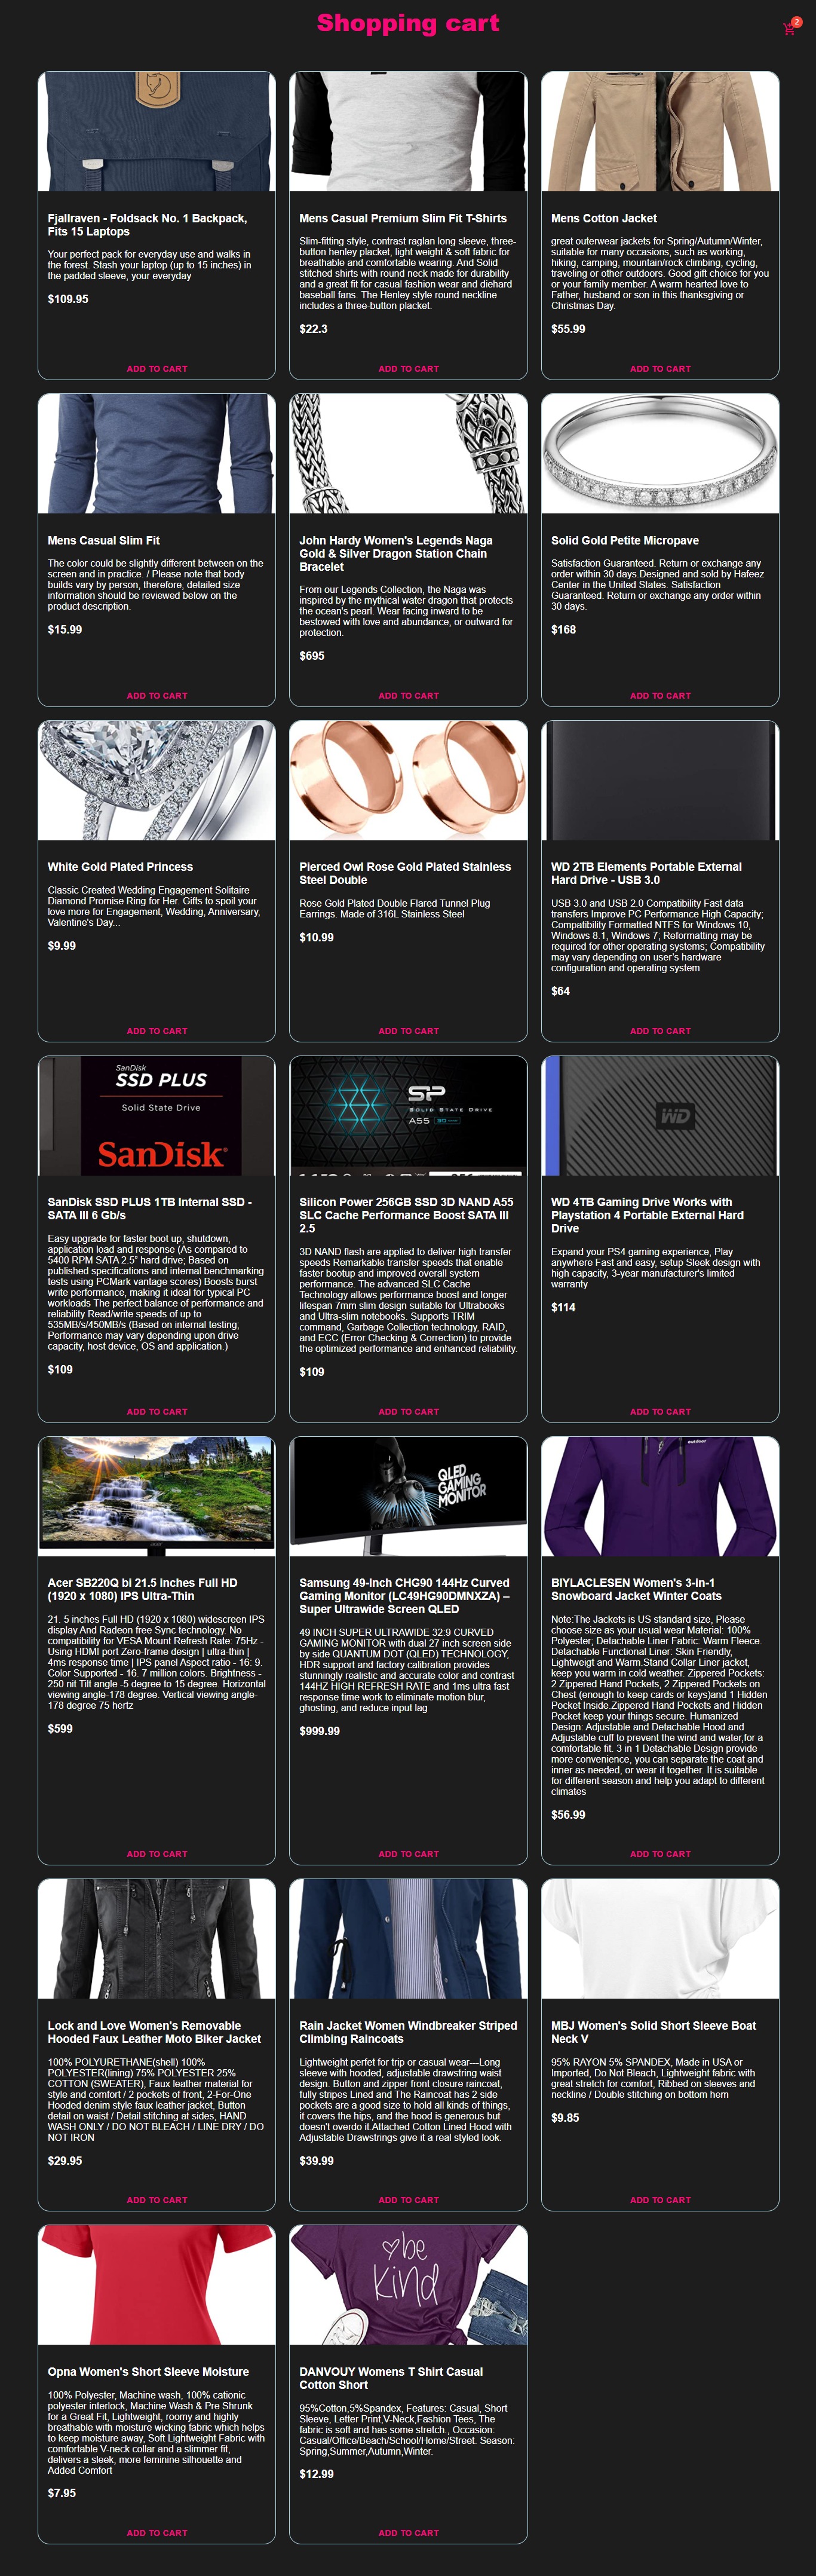 Shopping cart
2
Fjallraven - Foldsack No. 1 Backpack,
Fits 15 Laptops
Your perfect pack for everyday use and walks in
the forest. Stash your laptop (up to 15 inches) in
the padded sleeve, your everyday
$109.95
ADD TO CART
Mens Casual Premium Slim Fit T-Shirts
Slim-fitting style, contrast raglan long sleeve, three-
button henley placket, light weight & soft fabric for
breathable and comfortable wearing. And Solid
stitched shirts with round neck made for durability
and a great fit for casual fashion wear and diehard
baseball fans. The Henley style round neckline
includes a three-button placket.
$22.3
ADD TO CART
Mens Cotton Jacket
great outerwear jackets for Spring/Autumn/Winter,
suitable for many occasions, such as working,
hiking, camping, mountain/rock climbing, cycling,
traveling or other outdoors. Good gift choice for you
or your family member. A warm hearted love to
Father, husband or son in this thanksgiving or
Christmas Day.
$55.99
ADD TO CART
Mens Casual Slim Fit
The color could be slightly different between on the
screen and in practice. / Please note that body
builds vary by person, therefore, detailed size
information should be reviewed below on the
product description.
$15.99
ADD TO CART
John Hardy Women's Legends Naga
Gold & Silver Dragon Station Chain
Bracelet
From our Legends Collection, the Naga was
inspired by the mythical water dragon that protects
the ocean's pearl. Wear facing inward to be
bestowed with love and abundance, or outward for
protection.
$695
ADD TO CART
Solid Gold Petite Micropave
Satisfaction Guaranteed. Return or exchange any
order within 30 days.Designed and sold by Hafeez
Center in the United States. Satisfaction
Guaranteed. Return or exchange any order within
30 days.
$168
ADD TO CART
White Gold Plated Princess
Classic Created Wedding Engagement Solitaire
Diamond Promise Ring for Her. Gifts to spoil your
love more for Engagement, Wedding, Anniversary,
Valentine's Day...
$9.99
ADD TO CART
Pierced Owl Rose Gold Plated Stainless
Steel Double
Rose Gold Plated Double Flared Tunnel Plug
Earrings. Made of 316L Stainless Steel
$10.99
ADD TO CART
WD 2TB Elements Portable External
Hard Drive - USB 3.0
USB 3.0 and USB 2.0 Compatibility Fast data
transfers Improve PC Performance High Capacity;
Compatibility Formatted NTFS for Windows 10,
Windows 8.1, Windows 7; Reformatting may be
required for other operating systems; Compatibility
may vary depending on user's hardware
configuration and operating system
$64
ADD TO CART
SanDisk
SSD PLUS
Solid State Drive
SanDisk
SanDisk SSD PLUS 1TB Internal SSD -
SATA III 6 Gb/s
Easy upgrade for faster boot up, shutdown,
application load and response (As compared to
5400 RPM SATA 2.5" hard drive; Based on
published specifications and internal benchmarking
tests using PCMark vantage scores) Boosts burst
write performance, making it ideal for typical PC
workloads The perfect balance of performance and
reliability Read/write speeds of up to
535MB/s/450MB/s (Based on internal testing;
Performance may vary depending upon drive
capacity, host device, OS and application.)
$109
ADD TO CART
SP
SOLID STATE DRIVE
A55
Silicon Power 256GB SSD 3D NAND A55
SLC Cache Performance Boost SATA III
2.5
3D NAND flash are applied to deliver high transfer
speeds Remarkable transfer speeds that enable
faster bootup and improved overall system
performance. The advanced SLC Cache
Technology allows performance boost and longer
lifespan 7mm slim design suitable for Ultrabooks
and Ultra-slim notebooks. Supports TRIM
command, Garbage Collection technology, RAID,
and ECC (Error Checking & Correction) to provide
the optimized performance and enhanced reliability.
$109
ADD TO CART
WD
WD 4TB Gaming Drive Works with
Playstation 4 Portable External Hard
Drive
Expand your PS4 gaming experience, Play
anywhere Fast and easy, setup Sleek design with
high capacity, 3-year manufacturer's limited
warranty
$114
ADD TO CART
acer
Acer SB220Q bi 21.5 inches Full HD
(1920 x 1080) IPS Ultra-Thin
21. 5 inches Full HD (1920 x 1080) widescreen IPS
display And Radeon free Sync technology. No
compatibility for VESA Mount Refresh Rate: 75Hz -
Using HDMI port Zero-frame design | ultra-thin |
4ms response time | IPS panel Aspect ratio - 16: 9.
Color Supported - 16. 7 million colors. Brightness -
250 nit Tilt angle -5 degree to 15 degree. Horizontal
viewing angle-178 degree. Vertical viewing angle-
178 degree 75 hertz
$599
ADD TO CART
QLED
GAMING
MONITOR
Samsung 49-Inch CHG90 144Hz Curved
Gaming Monitor (LC49HG90DMNXZA) –
Super Ultrawide Screen QLED
49 INCH SUPER ULTRAWIDE 32:9 CURVED
GAMING MONITOR with dual 27 inch screen side
by side QUANTUM DOT (QLED) TECHNOLOGY,
HDR support and factory calibration provides
stunningly realistic and accurate color and contrast
144HZ HIGH REFRESH RATE and 1ms ultra fast
response time work to eliminate motion blur,
ghosting, and reduce input lag
$999.99
ADD TO CART
outdoor
BIYLACLESEN Women's 3-in-1
Snowboard Jacket Winter Coats
Note:The Jackets is US standard size, Please
choose size as your usual wear Material: 100%
Polyester; Detachable Liner Fabric: Warm Fleece.
Detachable Functional Liner: Skin Friendly,
Lightweigt and Warm.Stand Collar Liner jacket,
keep you warm in cold weather. Zippered Pockets:
2 Zippered Hand Pockets, 2 Zippered Pockets on
Chest (enough to keep cards or keys)and 1 Hidden
Pocket Inside.Zippered Hand Pockets and Hidden
Pocket keep your things secure. Humanized
Design: Adjustable and Detachable Hood and
Adjustable cuff to prevent the wind and water,for a
comfortable fit. 3 in 1 Detachable Design provide
more convenience, you can separate the coat and
inner as needed, or wear it together. It is suitable
for different season and help you adapt to different
climates
$56.99
ADD TO CART
Lock and Love Women's Removable
Hooded Faux Leather Moto Biker Jacket
100% POLYURETHANE(shell) 100%
POLYESTER(lining) 75% POLYESTER 25%
COTTON (SWEATER), Faux leather material for
style and comfort / 2 pockets of front, 2-For-One
Hooded denim style faux leather jacket, Button
detail on waist / Detail stitching at sides, HAND
WASH ONLY / DO NOT BLEACH / LINE DRY / DO
NOT IRON
$29.95
ADD TO CART
Rain Jacket Women Windbreaker Striped
Climbing Raincoats
Lightweight perfet for trip or casual wear---Long
sleeve with hooded, adjustable drawstring waist
design. Button and zipper front closure raincoat,
fully stripes Lined and The Raincoat has 2 side
pockets are a good size to hold all kinds of things,
it covers the hips, and the hood is generous but
doesn't overdo it.Attached Cotton Lined Hood with
Adjustable Drawstrings give it a real styled look.
$39.99
ADD TO CART
MBJ Women's Solid Short Sleeve Boat
Neck V
95% RAYON 5% SPANDEX, Made in USA or
Imported, Do Not Bleach, Lightweight fabric with
great stretch for comfort, Ribbed on sleeves and
neckline / Double stitching on bottom hem
$9.85
ADD TO CART
Opna Women's Short Sleeve Moisture
100% Polyester, Machine wash, 100% cationic
polyester interlock, Machine Wash & Pre Shrunk
for a Great Fit, Lightweight, roomy and highly
breathable with moisture wicking fabric which helps
to keep moisture away, Soft Lightweight Fabric with
comfortable V-neck collar and a slimmer fit,
delivers a sleek, more feminine silhouette and
Added Comfort
$7.95
ADD TO CART
be
kind
DANVOUY Womens T Shirt Casual
Cotton Short
95%Cotton,5%Spandex, Features: Casual, Short
Sleeve, Letter Print,V-Neck,Fashion Tees, The
fabric is soft and has some stretch., Occasion:
Casual/Office/Beach/School/Home/Street. Season:
Spring,Summer,Autumn,Winter.
$12.99
ADD TO CART